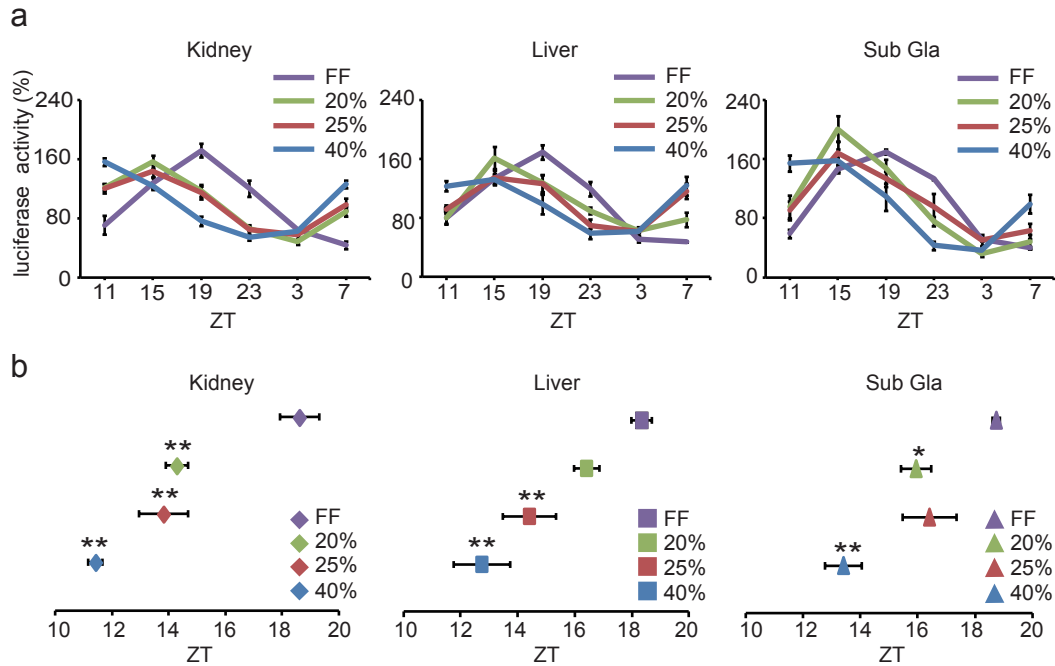 a
Kidney
Liver
Sub Gla
FF
20%
25%
40%
FF
20%
25%
40%
FF
20%
25%
40%
luciferase activity (%)
240
160
80
0
240
160
80
0
240
160
80
0
11 15 19 23 3 7
11 15 19 23 3 7
11 15 19 23 3 7
ZT
ZT
ZT
b
Kidney
Liver
Sub Gla
**
**
**
**
**
*
**
FF
20%
25%
40%
FF
20%
25%
40%
FF
20%
25%
40%
10 12 14 16 18 20
10 12 14 16 18 20
10 12 14 16 18 20
ZT
ZT
ZT